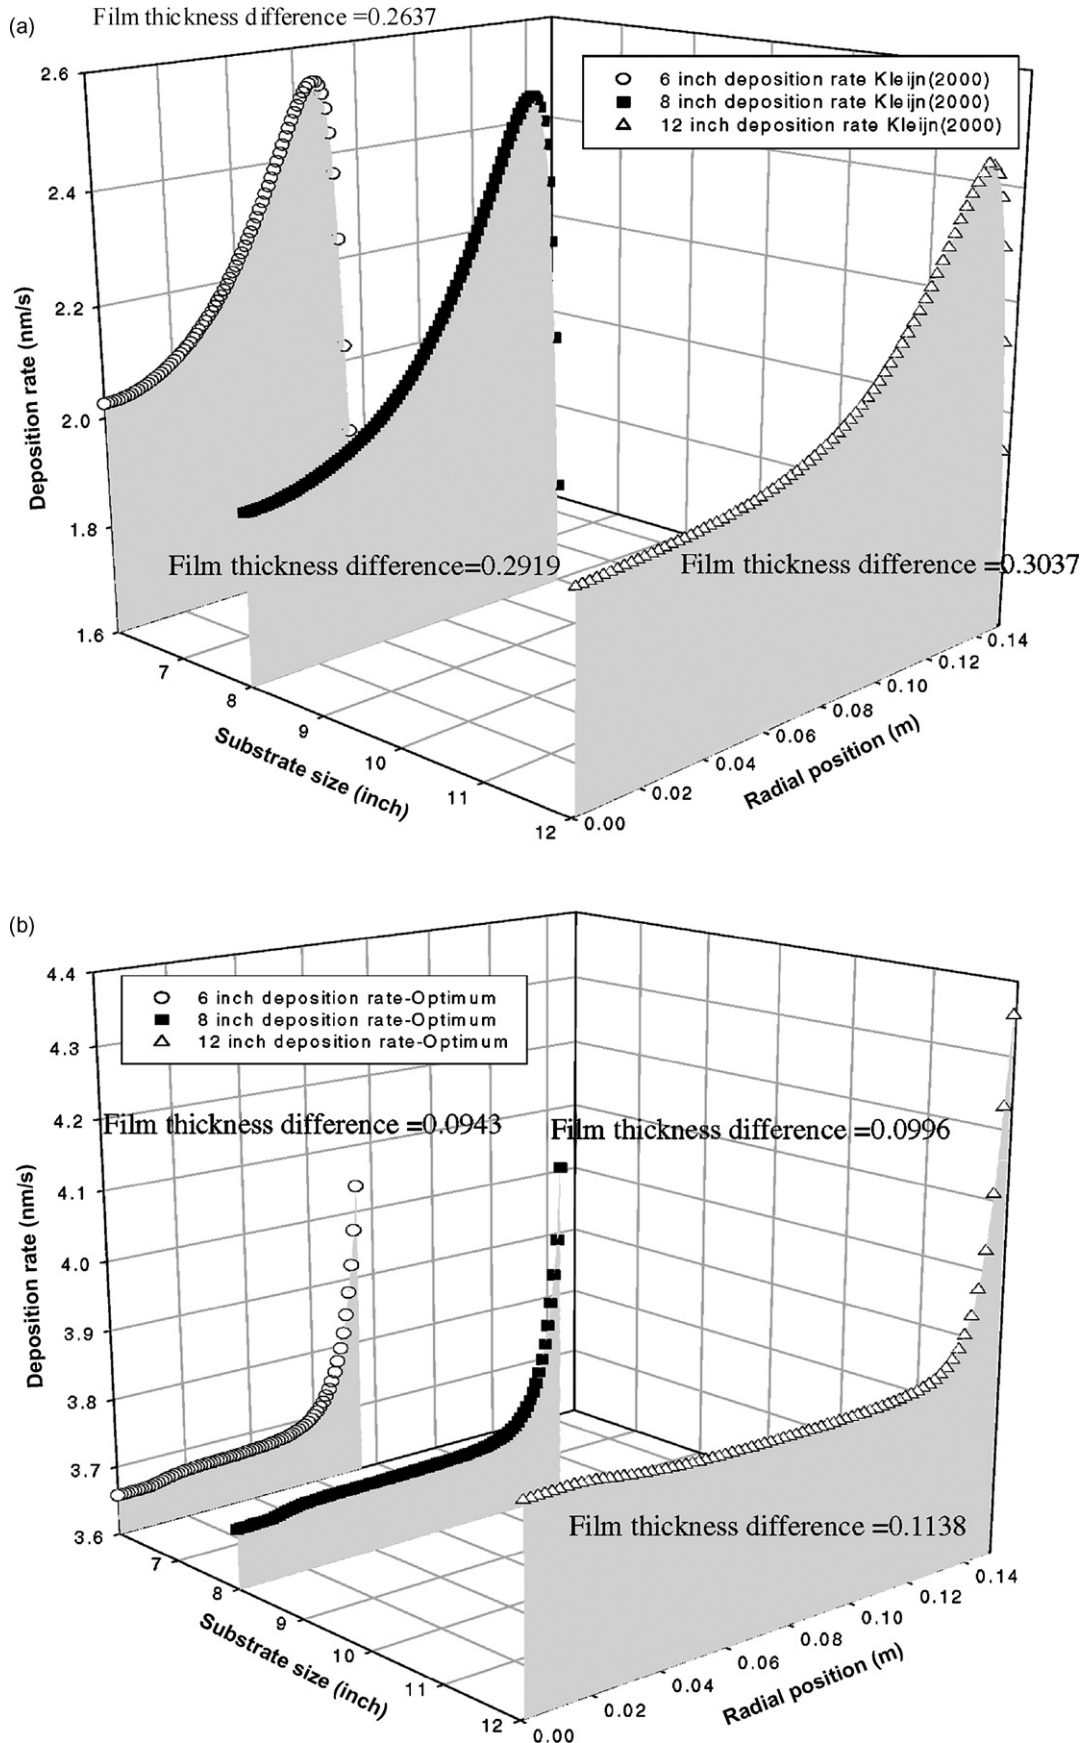 (a)
Film thickness difference =0.2637
6 inch deposition rate Kleijn(2000)
8 inch deposition rate Kleijn(2000)
12 inch deposition rate Kleijn(2000)
2.6
2.4
2.2
2.0
1.8
1.6
Deposition rate (nm/s)
Film thickness difference=0.2919
Film thickness difference =0.3037
7
8
9
10
11
12
Substrate size (inch)
0.00
0.02
0.04
0.06
0.08
0.10
0.12
0.14
Radial position (m)
(b)
6 inch deposition rate-Optimum
8 inch deposition rate-Optimum
12 inch deposition rate-Optimum
4.4
4.3
4.2
4.1
4.0
3.9
3.8
3.7
3.6
Deposition rate (nm/s)
Film thickness difference =0.0943
Film thickness difference =0.0996
Film thickness difference =0.1138
7
8
9
10
11
12
Substrate size (inch)
0.00
0.02
0.04
0.06
0.08
0.10
0.12
0.14
Radial position (m)